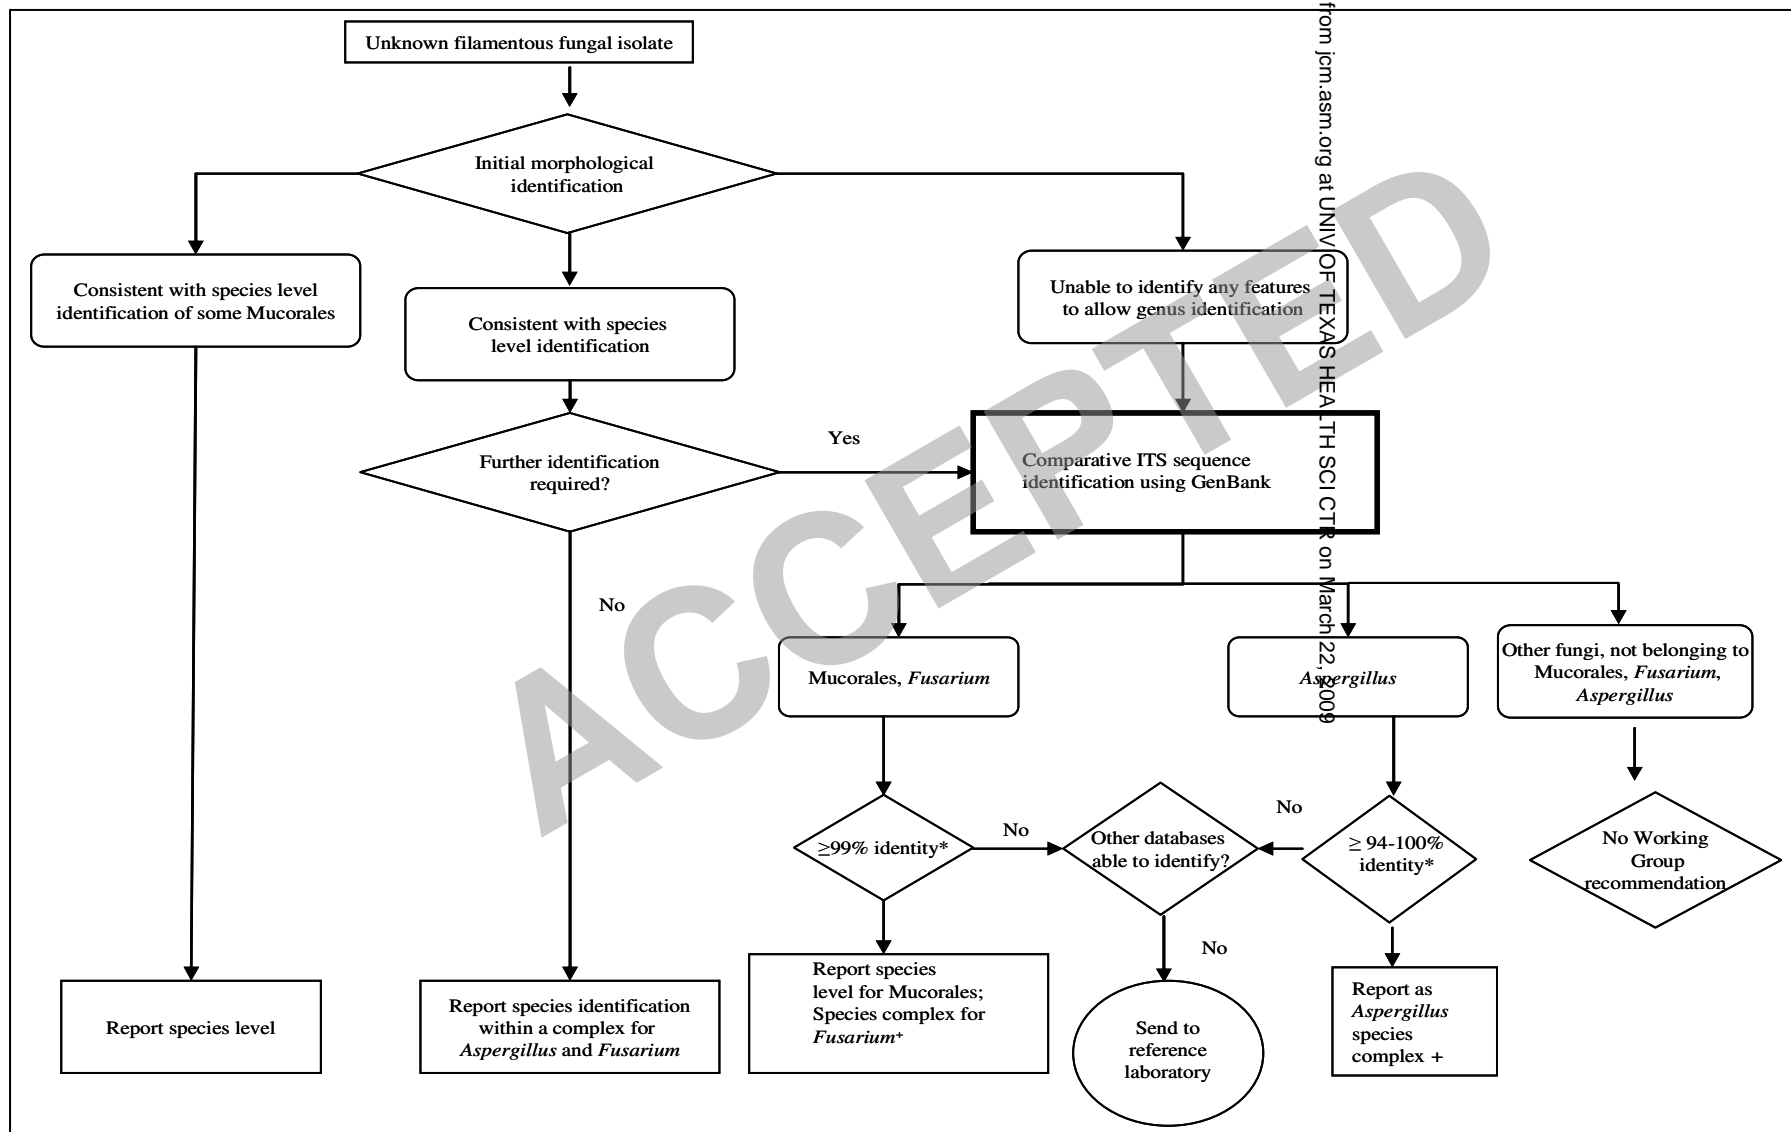 Unknown filamentous fungal isolate
Initial morphological
identification
Consistent with species level
identification of some Mucorales
Consistent with species
level identification
Unable to identify any features
to allow genus identification
Further identification
required?
Yes
Comparative ITS sequence
identification using GenBank
No
Mucorales, Fusarium
Aspergillus
Other fungi, not belonging to
Mucorales, Fusarium,
Aspergillus
≥99% identity*
No
Other databases
able to identify?
No
≥ 94-100%
identity*
No Working
Group
recommendation
No
Report species level
Report species identification
within a complex for
Aspergillus and Fusarium
Report species
level for Mucorales;
Species complex for
Fusarium⁺
Send to
reference
laboratory
Report as
Aspergillus
species
complex +
ACCEPTED
from jcm.asm.org at UNIV OF TEXAS HEALTH SCI CTR on March 22, 2009